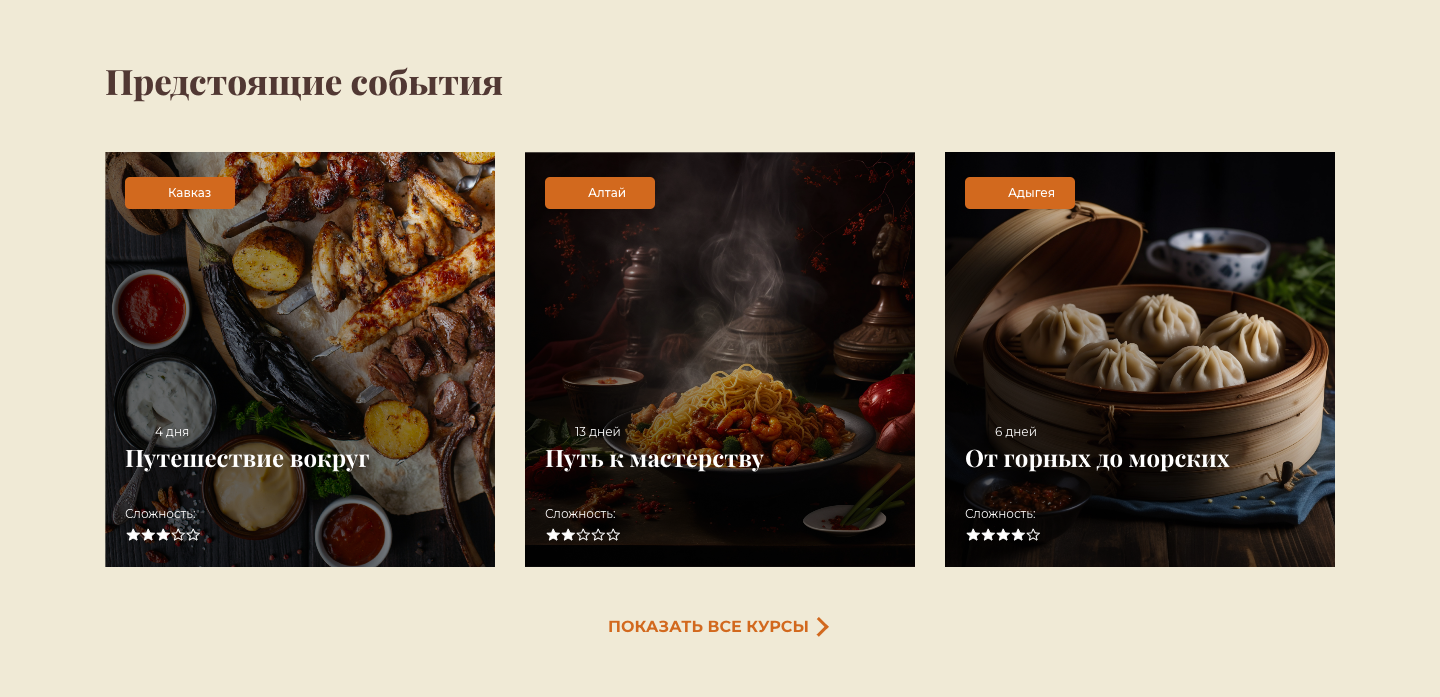 Предстоящие события
Кавказ
4 дня
Путешествие вокруг
Сложность:
Алтай
13 дней
Путь к мастерству
Сложность:
Адыгея
6 дней
От горных до морских
Сложность:
ПОКАЗАТЬ ВСЕ КУРСЫ